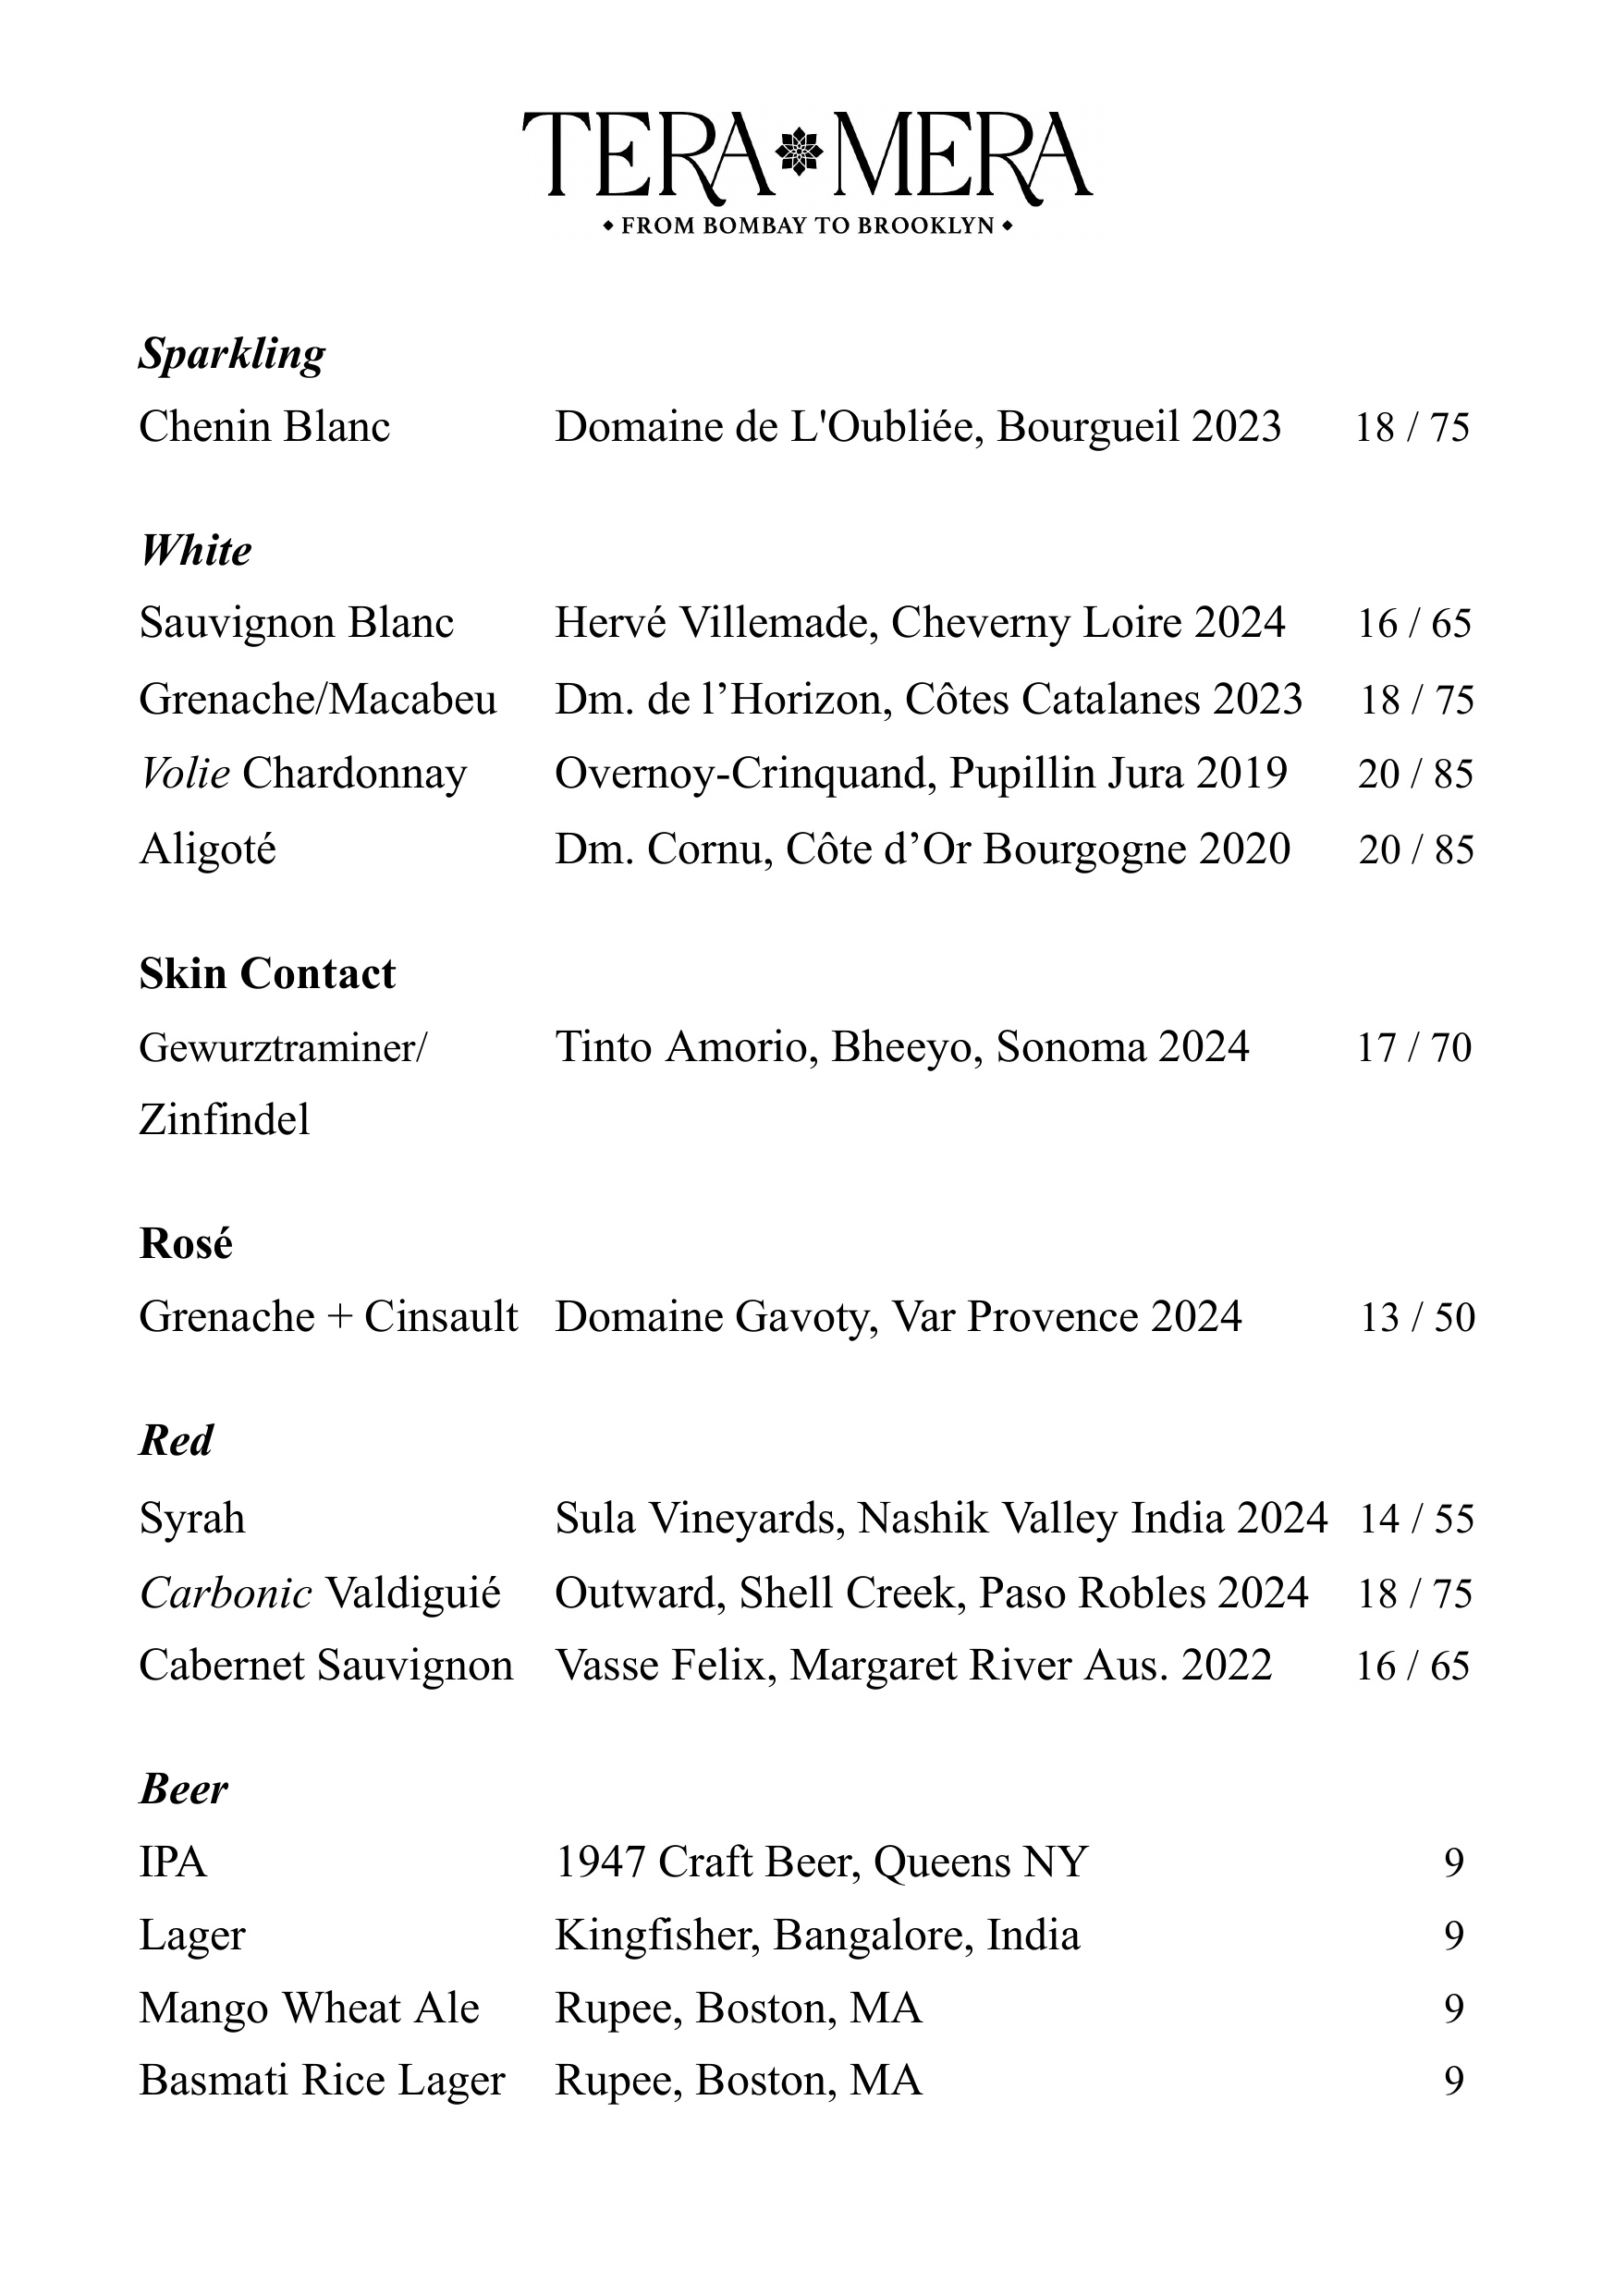 TERA MERA
FROM BOMBAY TO BROOKLYN
Sparkling
Chenin Blanc Domaine de L'Oubliée, Bourgueil 2023 18 / 75
White
Sauvignon Blanc Hervé Villemade, Cheverny Loire 2024 16 / 65
Grenache/Macabeu Dm. de l’Horizon, Côtes Catalanes 2023 18 / 75
Volie Chardonnay Overnoy-Crinquand, Pupillin Jura 2019 20 / 85
Aligoté Dm. Cornu, Côte d’Or Bourgogne 2020 20 / 85
Skin Contact
Gewurztraminer/ Tinto Amorio, Bheeyo, Sonoma 2024 17 / 70
Zinfindel
Rosé
Grenache + Cinsault Domaine Gavoty, Var Provence 2024 13 / 50
Red
Syrah Sula Vineyards, Nashik Valley India 2024 14 / 55
Carbonic Valdiguié Outward, Shell Creek, Paso Robles 2024 18 / 75
Cabernet Sauvignon Vasse Felix, Margaret River Aus. 2022 16 / 65
Beer
IPA 1947 Craft Beer, Queens NY 9
Lager Kingfisher, Bangalore, India 9
Mango Wheat Ale Rupee, Boston, MA 9
Basmati Rice Lager Rupee, Boston, MA 9